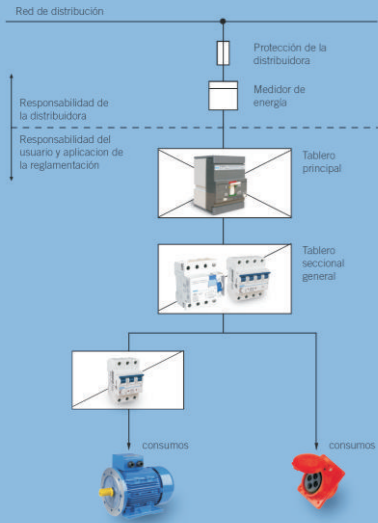 Red de distribución
Protección de la
distribuidora
Medidor de
energía
Responsabilidad de
la distribuidora
Responsabilidad del
usuario y aplicacion de
la reglamentación
Tablero
principal
Tablero
seccional
general
consumos
consumos